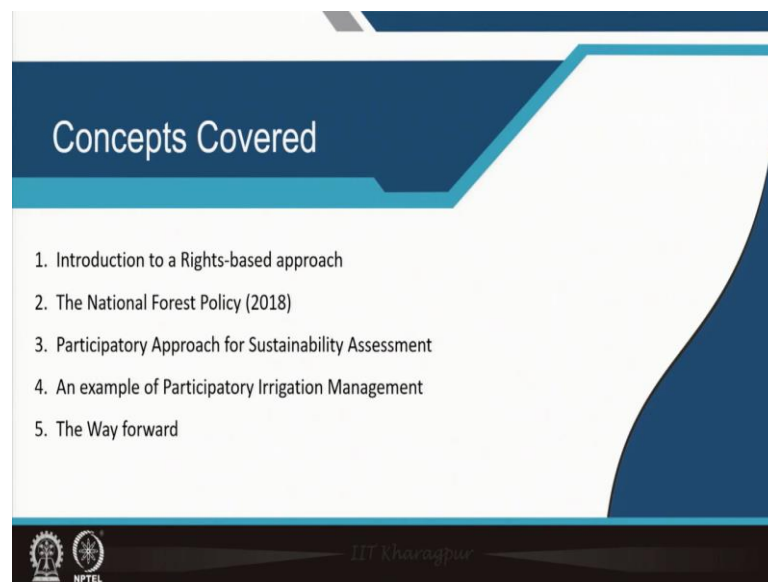 Concepts Covered
1. Introduction to a Rights-based approach
2. The National Forest Policy (2018)
3. Participatory Approach for Sustainability Assessment
4. An example of Participatory Irrigation Management
5. The Way forward
IIT Kharagpur
NPTEL